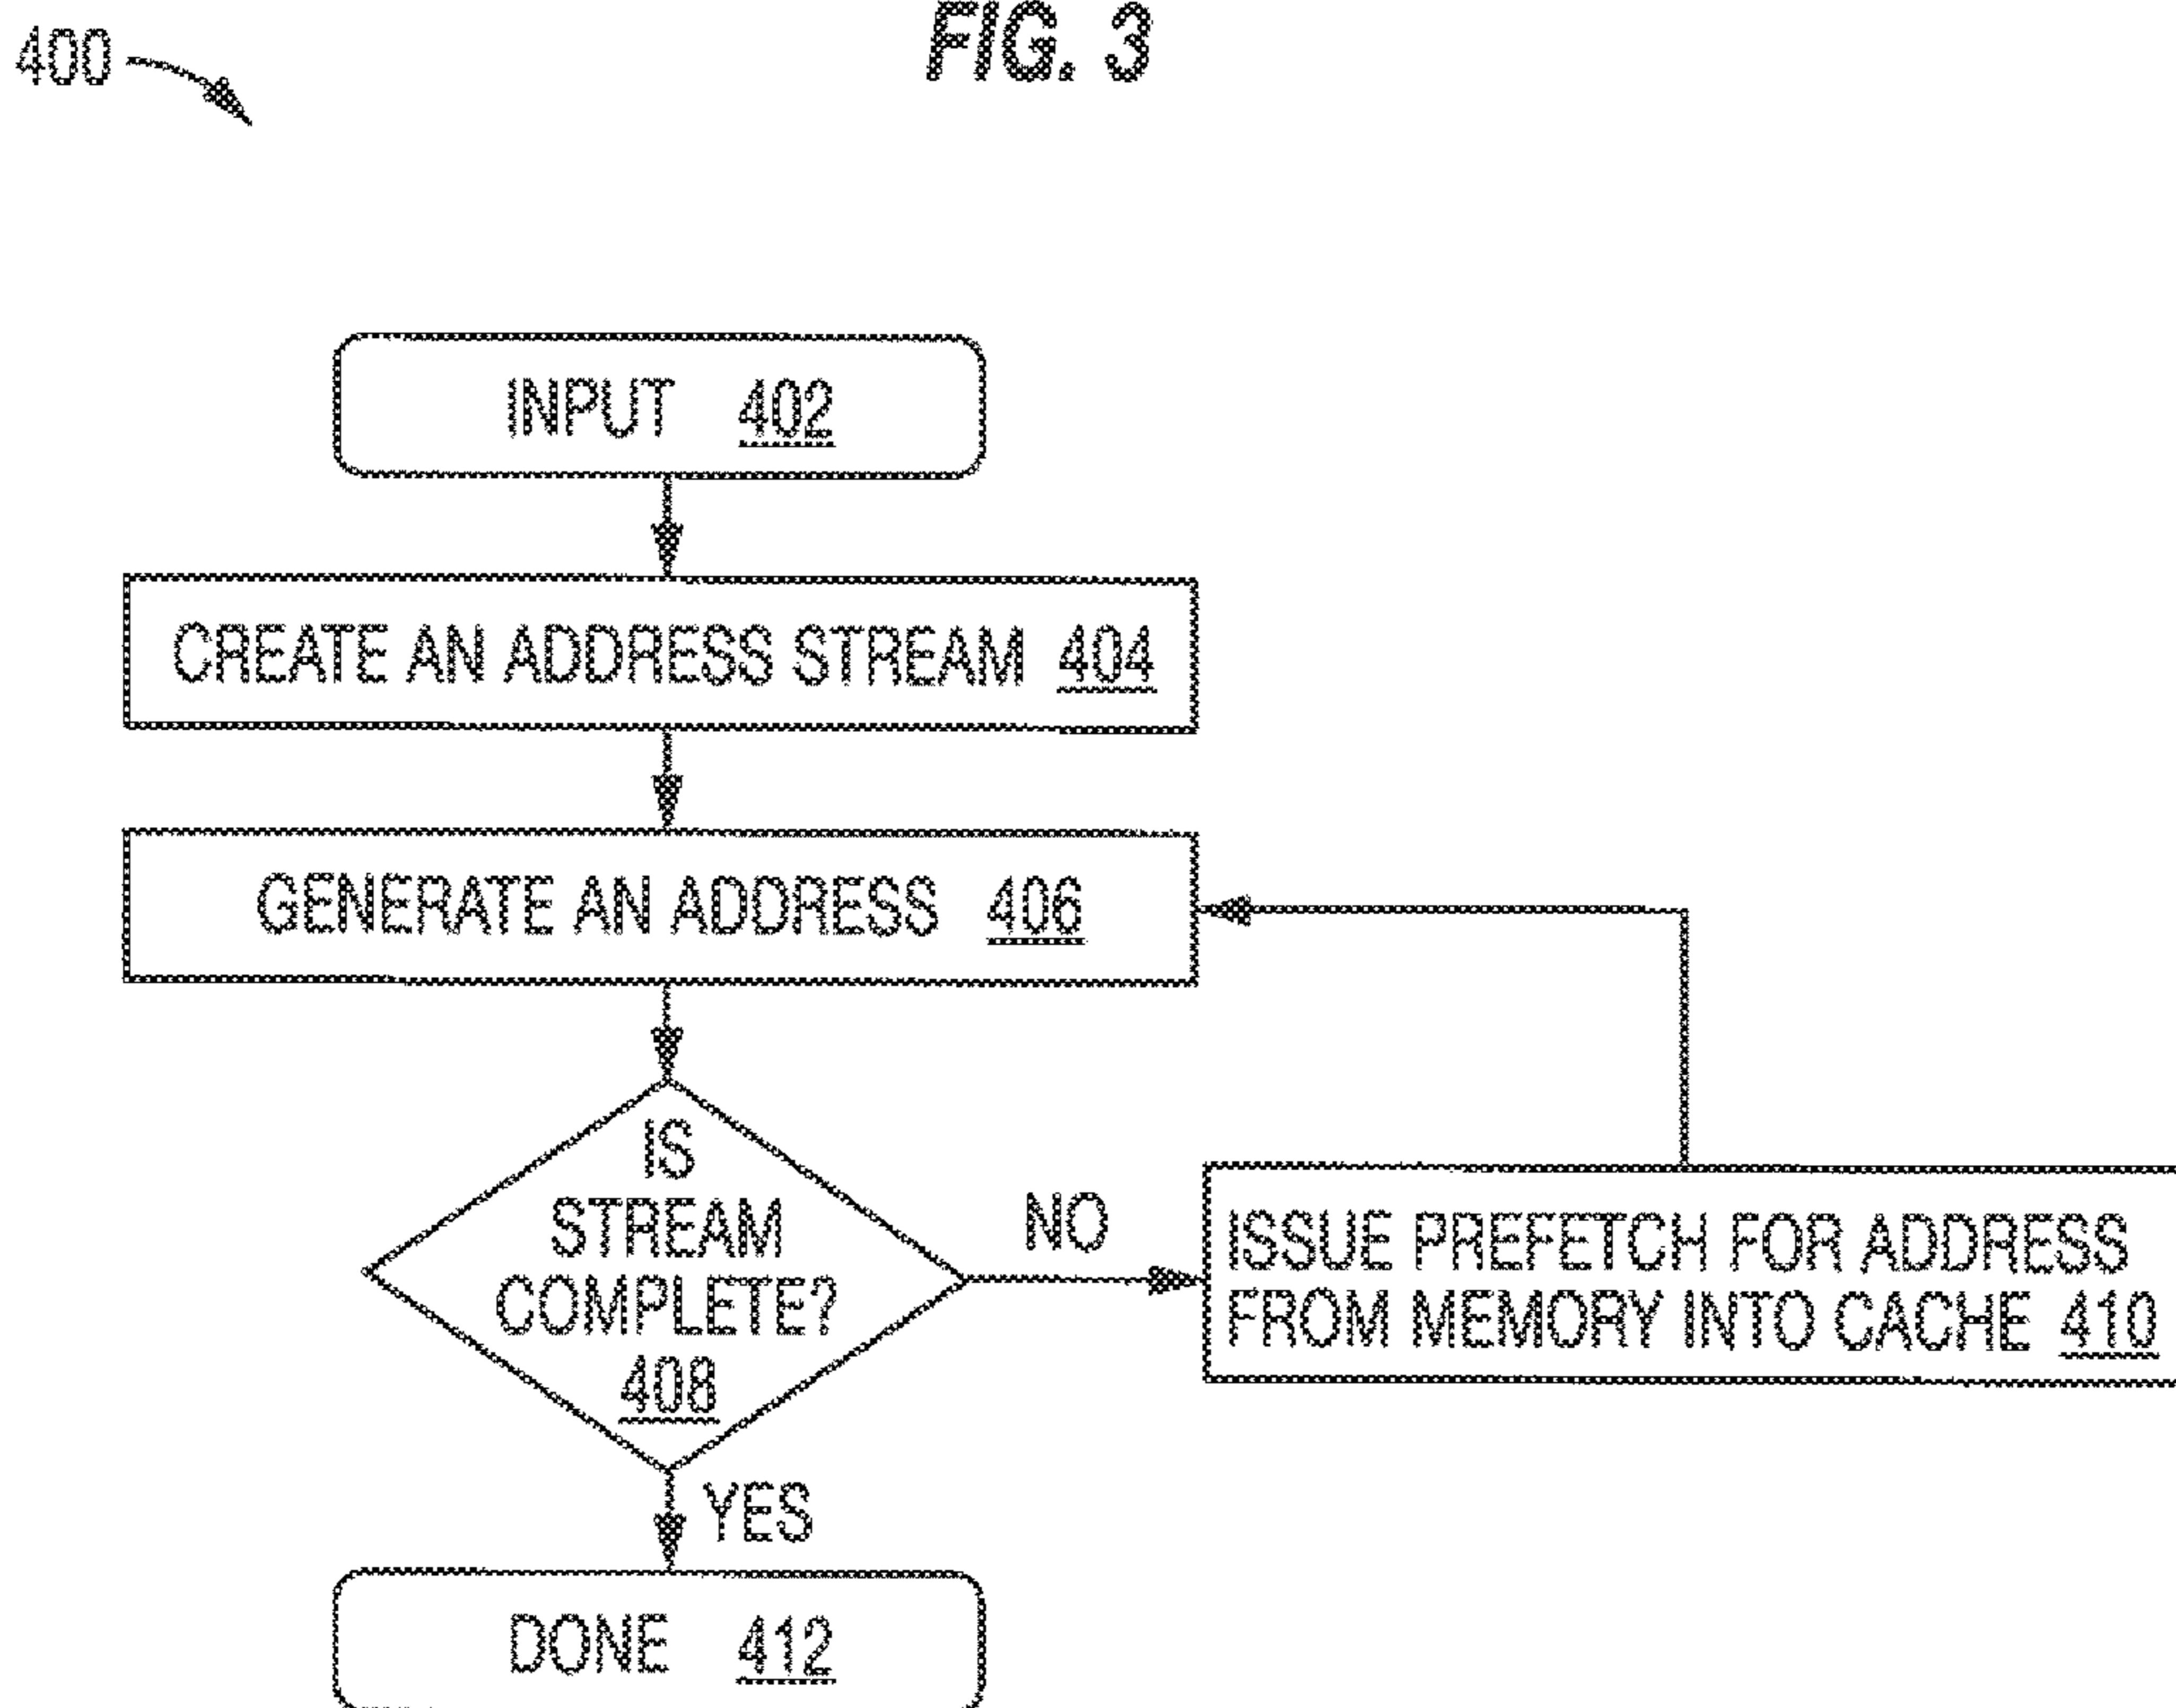 FIG. 3
400
INPUT 402
CREATE AN ADDRESS STREAM 404
GENERATE AN ADDRESS 406
IS
STREAM
COMPLETE?
408
NO
ISSUE PREFETCH FOR ADDRESS
FROM MEMORY INTO CACHE 410
YES
DONE 412